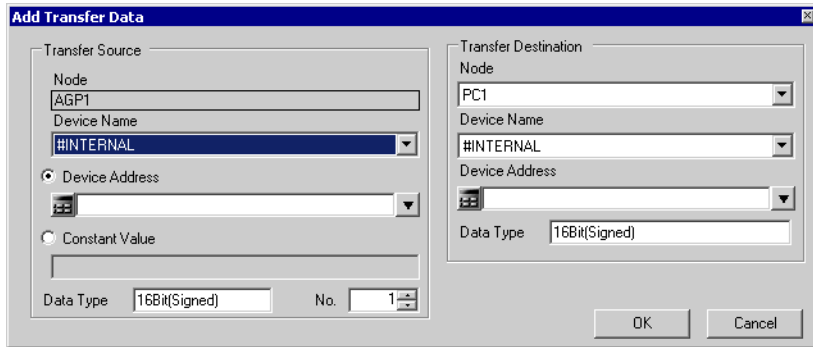 Add Transfer Data
Transfer Source
Node
AGP1
Device Name
#INTERNAL
Device Address
Constant Value
Data Type 16Bit(Signed) No. 1
Transfer Destination
Node
PC1
Device Name
#INTERNAL
Device Address
Data Type 16Bit(Signed)
OK Cancel